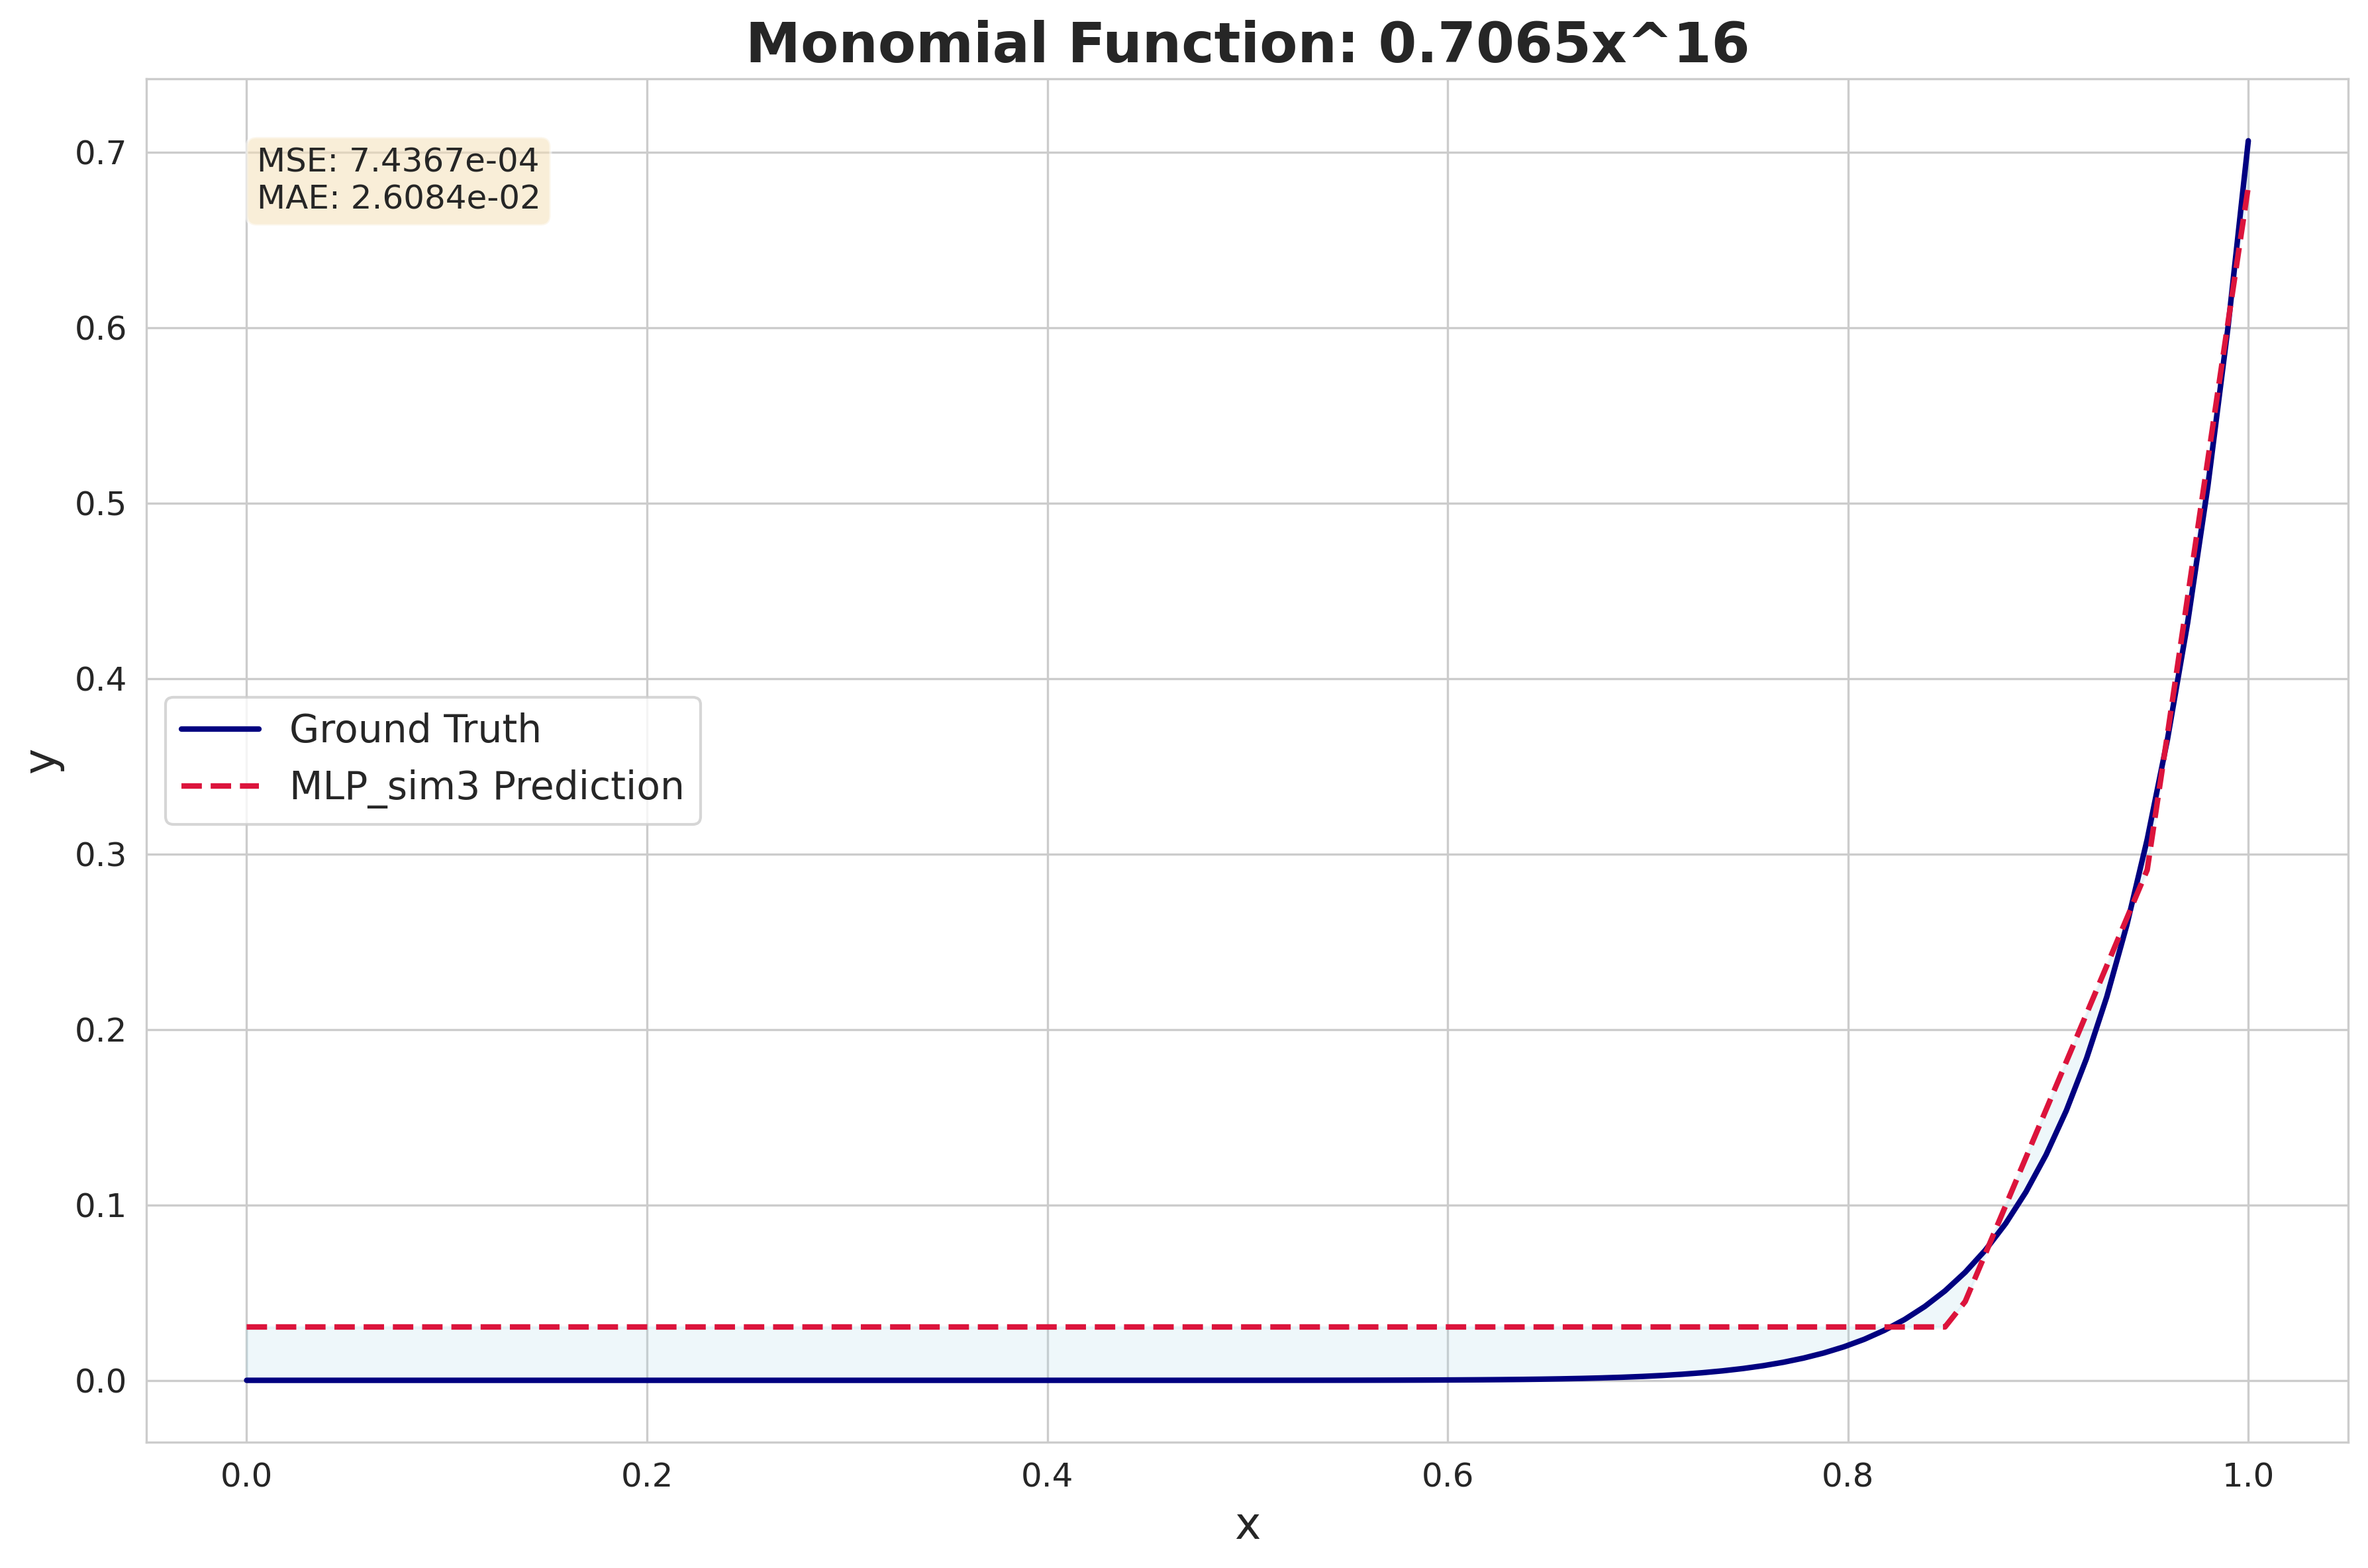 Monomial Function: 0.7065x^16
MSE: 7.4367e-04
MAE: 2.6084e-02
0.7
0.6
0.5
0.4
0.3
0.2
0.1
0.0
y
Ground Truth
MLP_sim3 Prediction
0.0 0.2 0.4 0.6 0.8 1.0
x